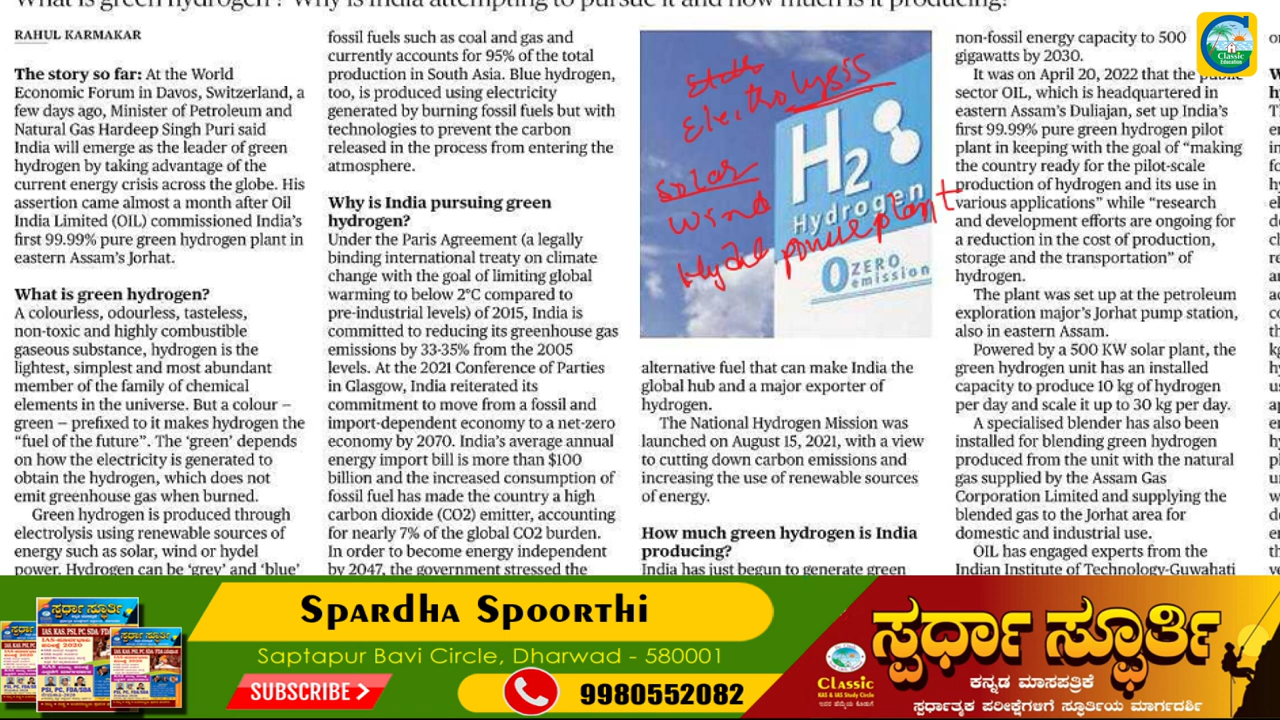 What is green hydrogen? Why is India attempting to pursue it and how much is it producing?
RAHUL KARMAKAR
The story so far: At the World
Economic Forum in Davos, Switzerland, a
few days ago, Minister of Petroleum and
Natural Gas Hardeep Singh Puri said
India will emerge as the leader of green
hydrogen by taking advantage of the
current energy crisis across the globe. His
assertion came almost a month after Oil
India Limited (OIL) commissioned India's
first 99.99% pure green hydrogen plant in
eastern Assam's Jorhat.
What is green hydrogen?
A colourless, odourless, tasteless,
non-toxic and highly combustible
gaseous substance, hydrogen is the
lightest, simplest and most abundant
member of the family of chemical
elements in the universe. But a colour –
green – prefixed to it makes hydrogen the
"fuel of the future". The 'green' depends
on how the electricity is generated to
obtain the hydrogen, which does not
emit greenhouse gas when burned.
Green hydrogen is produced through
electrolysis using renewable sources of
energy such as solar, wind or hydel
power. Hydrogen can be 'grey' and 'blue'
fossil fuels such as coal and gas and
currently accounts for 95% of the total
production in South Asia. Blue hydrogen,
too, is produced using electricity
generated by burning fossil fuels but with
technologies to prevent the carbon
released in the process from entering the
atmosphere.
Why is India pursuing green
hydrogen?
Under the Paris Agreement (a legally
binding international treaty on climate
change with the goal of limiting global
warming to below 2°C compared to
pre-industrial levels) of 2015, India is
committed to reducing its greenhouse gas
emissions by 33-35% from the 2005
levels. At the 2021 Conference of Parties
in Glasgow, India reiterated its
commitment to move from a fossil and
import-dependent economy to a net-zero
economy by 2070. India's average annual
energy import bill is more than $100
billion and the increased consumption of
fossil fuel has made the country a high
carbon dioxide (CO2) emitter, accounting
for nearly 7% of the global CO2 burden.
In order to become energy independent
by 2047, the government stressed the
Electrolysis
solar
wind
Hydel power plant
H2
Hydrogen
0 ZERO
emission
alternative fuel that can make India the
global hub and a major exporter of
hydrogen.
The National Hydrogen Mission was
launched on August 15, 2021, with a view
to cutting down carbon emissions and
increasing the use of renewable sources
of energy.
How much green hydrogen is India
producing?
India has just begun to generate green
non-fossil energy capacity to 500
gigawatts by 2030.
It was on April 20, 2022 that the public
sector OIL, which is headquartered in
eastern Assam's Duliajan, set up India's
first 99.99% pure green hydrogen pilot
plant in keeping with the goal of "making
the country ready for the pilot-scale
production of hydrogen and its use in
various applications" while "research
and development efforts are ongoing for
a reduction in the cost of production,
storage and the transportation" of
hydrogen.
The plant was set up at the petroleum
exploration major's Jorhat pump station,
also in eastern Assam.
Powered by a 500 KW solar plant, the
green hydrogen unit has an installed
capacity to produce 10 kg of hydrogen
per day and scale it up to 30 kg per day.
A specialised blender has also been
installed for blending green hydrogen
produced from the unit with the natural
gas supplied by the Assam Gas
Corporation Limited and supplying the
blended gas to the Jorhat area for
domestic and industrial use.
OIL has engaged experts from the
Indian Institute of Technology-Guwahati
Classic
Education
ಸ್ಪರ್ಧಾ ಸ್ಫೂರ್ತಿ
Spardha Spoorthi
Saptapur Bavi Circle, Dharwad - 580001
SUBSCRIBE
9980552082
Classic
KAS & IAS Study Circle
ಸ್ಪರ್ಧಾ ಸ್ಫೂರ್ತಿ
ಕನ್ನಡ ಮಾಸಪತ್ರಿಕೆ
ಸ್ಪರ್ಧಾತ್ಮಕ ಪರೀಕ್ಷೆಗಳಿಗೆ ಸ್ಫೂರ್ತಿಯ ಮಾರ್ಗದರ್ಶಿ